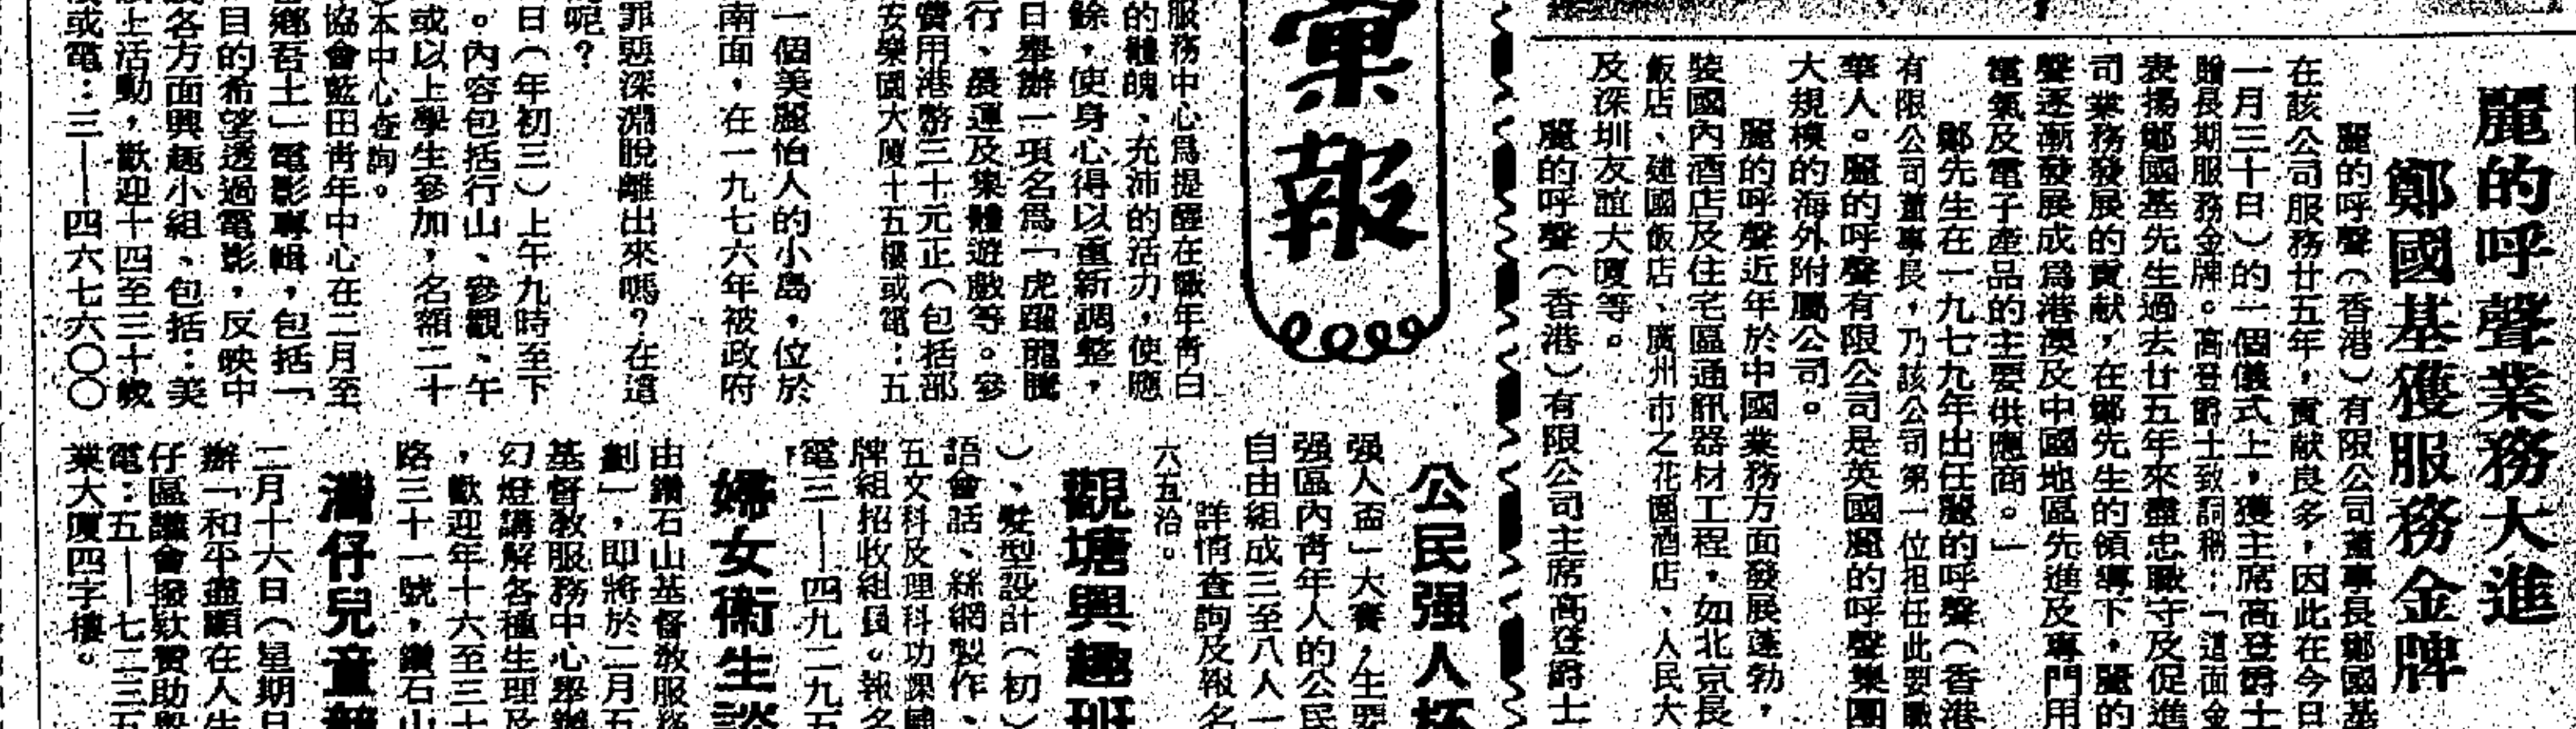 麗的呼聲業務大進
鄭國基獲服務金牌
麗的呼聲（香港）有限公司董事長鄭國基
在該公司服務廿五年，貢献良多，因此在今日
一月三十日）的一個儀式上，獲主席高登爵士
贈長期服務金牌。高登爵士致詞稱：「這面金
表揚鄭國基先生過去廿五年來盡忠職守及促進
司業務發展的貢献，在鄭先生的領導下，麗的
聲逐漸發展成爲港澳及中國地區先進及專門用
電氣及電子產品的主要供應商。」
鄭先生在一九七九年出任麗的呼聲（香港
有限公司董事長，乃該公司第一位担任此要職
華人。麗的呼聲有限公司是英國麗的呼聲集團
大規模的海外附屬公司。
麗的呼聲近年於中國業務方面發展蓬勃，
裝國內酒店及住宅區通訊器材工程，如北京長
飯店、建國飯店、廣州市之花園酒店、人民大
及深圳友誼大廈等。
麗的呼聲（香港）有限公司主席高登爵士
彙報
服務中心爲提醒在職年靑白
的體魄、充沛的活力，使應
餘，使身心得以重新調整，
日舉辦一項名爲「虎躍龍騰
行、晨運及集體遊戲等。參
費用港幣三十元正（包括部
安樂園大廈十五樓或電：五
一個美麗怡人的小島，位於
南面，在一九七六年被政府
罪惡深淵脫離出來嗎？在這
呢？
日（年初三）上午九時至下
。內容包括行山、參觀、午
或以上學生參加，名額二十
本中心查詢。
協會藍田靑年中心在二月至
鄉吾土」電影專輯，包括「
目的希望透過電影，反映中
各方面興趣小組、包括：美
上活動，歡迎十四至三十歲
或電：三——四六七六〇〇
公民强人杯
强人盃」大賽，生要
强區內靑年人的公民
自由組成三至八人一
詳情查詢及報名
六五洽。
觀塘興趣班
）、髮型設計（初）
語會話、絲網製作、
五文科及理科功課輔
牌組招收組員。報名
電三——四九二九五
婦女衞生談
由鑽石山基督敎服務
劃」，即將於二月五
基督敎服務中心舉辦
幻燈講解各種生理及
，歡迎年十六至三十
路三十一號，鑽石山
灣仔兒童
二月十六日（星期日
辦「和平盡願在人生
仔區議會撥欵贊助舉
電：五——七二三五
業大廈四字樓。